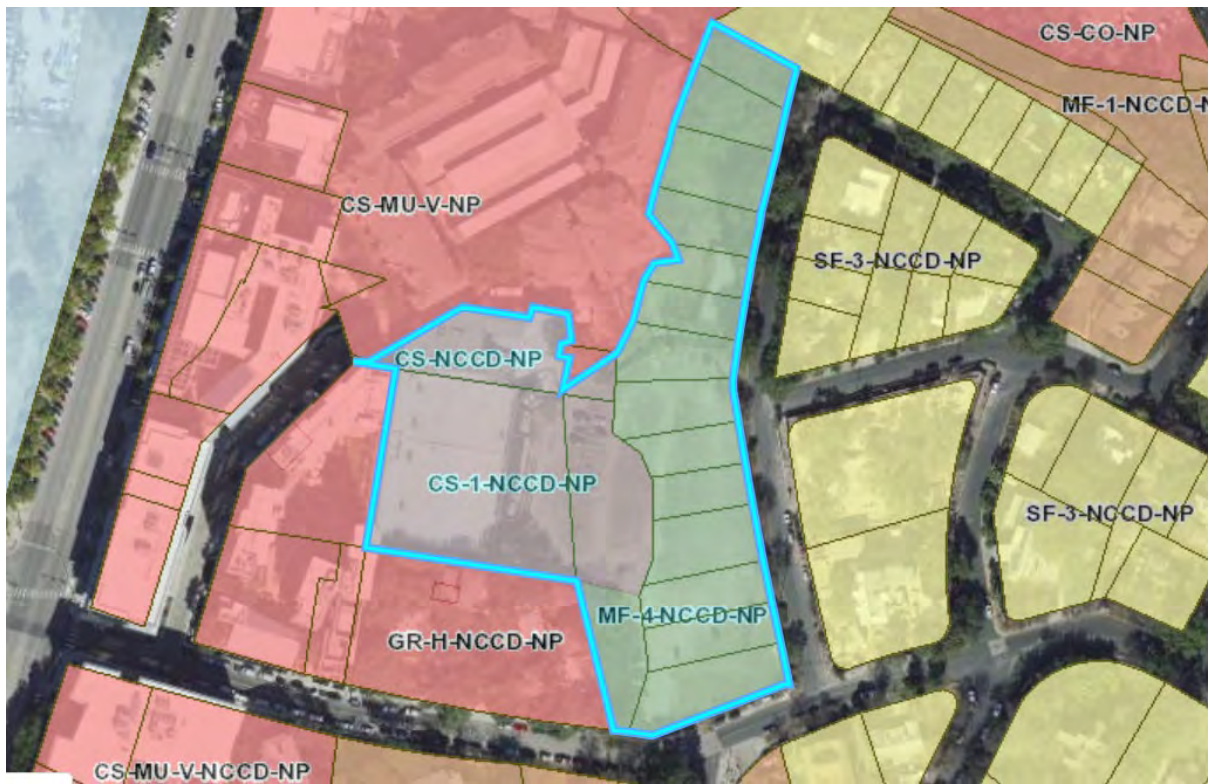 CS-CO-NP
MF-1-NCCD-N
CS-MU-V-NP
SF-3-NCCD-NP
CS-NCCD-NP
CS-1-NCCD-NP
SF-3-NCCD-NP
MF-4-NCCD-NP
GR-H-NCCD-NP
CS-MU-V-NCCD-NP